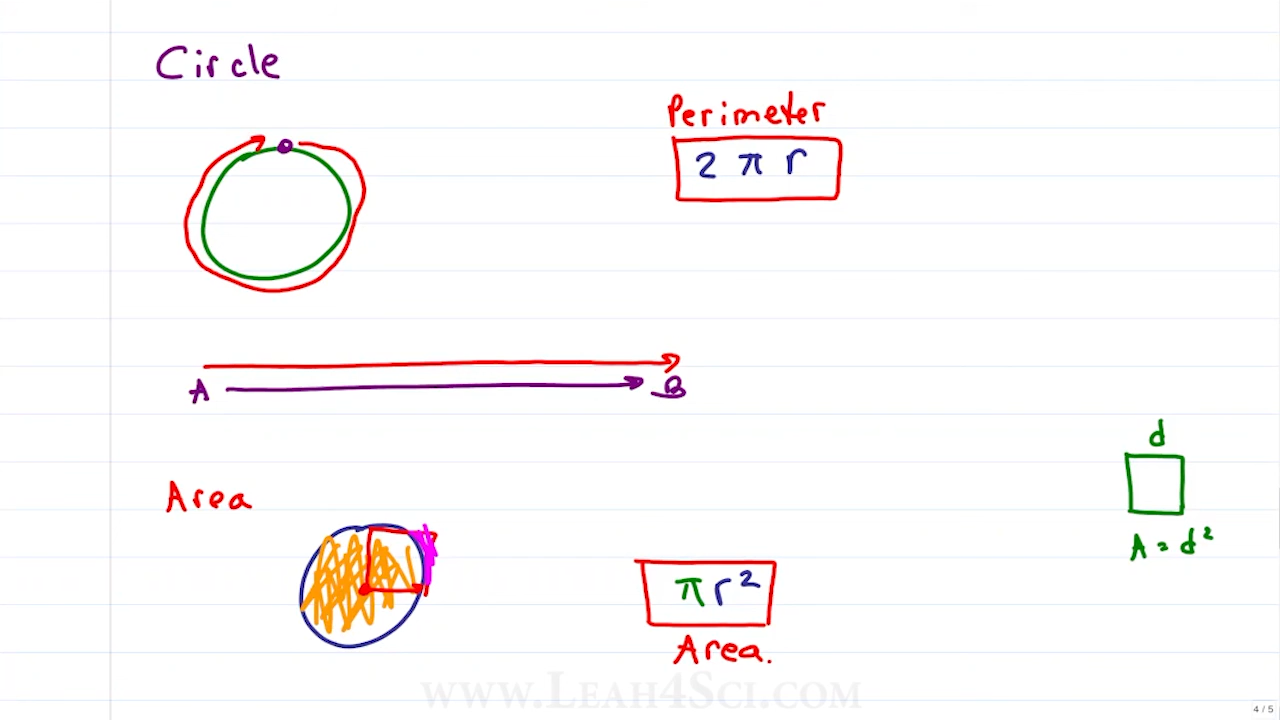 Circle
Perimeter
2 π r
A B
d
Area
A = d²
π r²
Area.
www.Leah4Sci.com
4 / 5